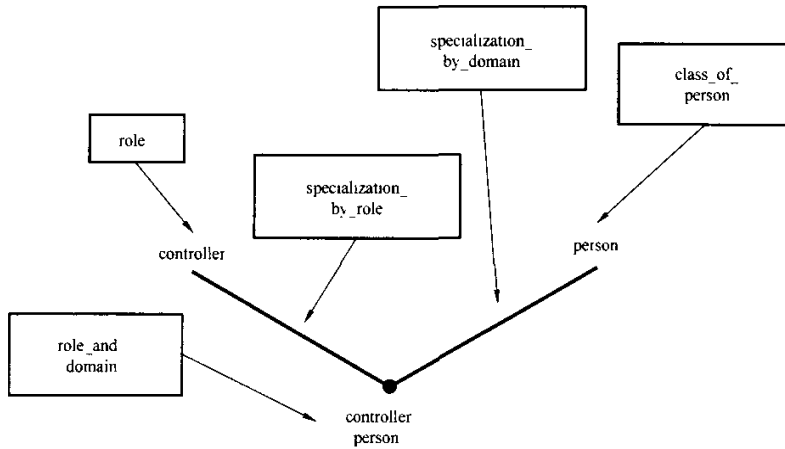 specialization_
by_domain
class_of_
person
role
specialization_
by_role
controller
person
role_and
domain
controller
person